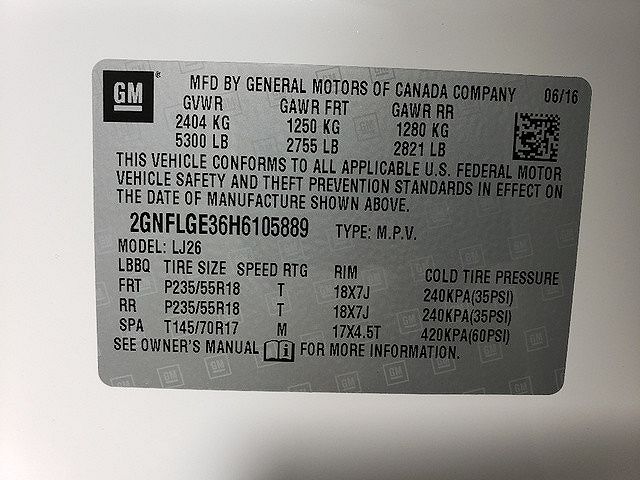 GM
MFD BY GENERAL MOTORS OF CANADA COMPANY 06/16
GVWR GAWR FRT GAWR RR
2404 KG 1250 KG 1280 KG
5300 LB 2755 LB 2821 LB
THIS VEHICLE CONFORMS TO ALL APPLICABLE U.S. FEDERAL MOTOR
VEHICLE SAFETY AND THEFT PREVENTION STANDARDS IN EFFECT ON
THE DATE OF MANUFACTURE SHOWN ABOVE.
2GNFLGE36H6105889 TYPE: M.P.V.
MODEL: LJ26
LBBQ TIRE SIZE SPEED RTG RIM COLD TIRE PRESSURE
FRT P235/55R18 T 18X7J 240KPA(35PSI)
RR P235/55R18 T 18X7J 240KPA(35PSI)
SPA T145/70R17 M 17X4.5T 420KPA(60PSI)
SEE OWNER'S MANUAL i FOR MORE INFORMATION.